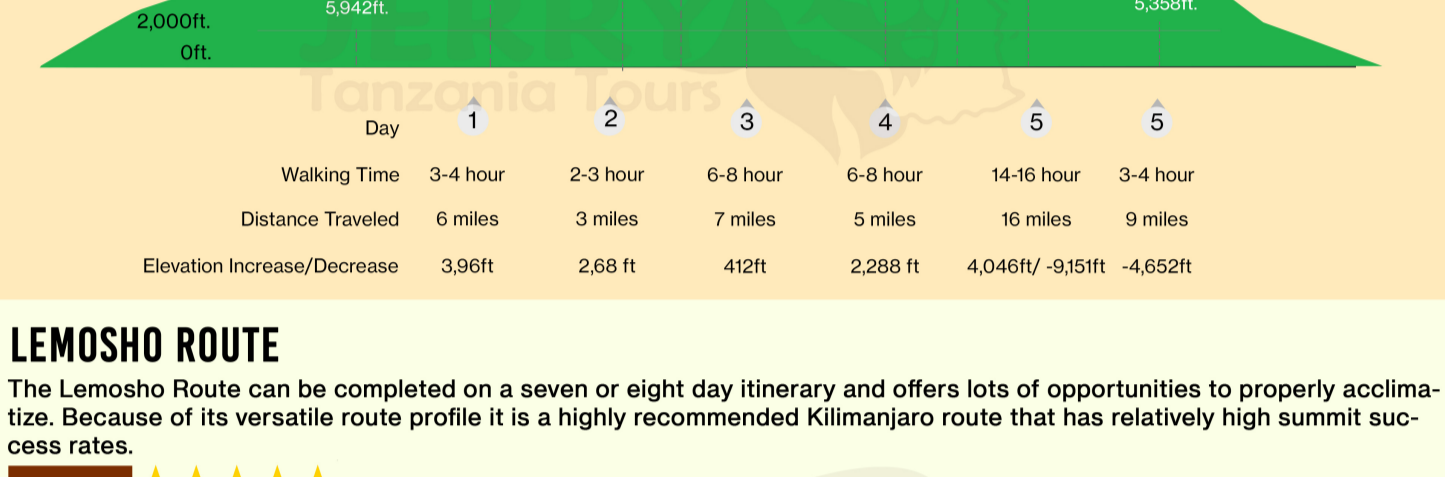 5,942ft.
5,358ft.
2,000ft.
0ft.
JERRY
Tanzania Tours
Day 1 2 3 4 5 5
Walking Time 3-4 hour 2-3 hour 6-8 hour 6-8 hour 14-16 hour 3-4 hour
Distance Traveled 6 miles 3 miles 7 miles 5 miles 16 miles 9 miles
Elevation Increase/Decrease 3,96ft 2,68 ft 412ft 2,288 ft 4,046ft/ -9,151ft -4,652ft
LEMOSHO ROUTE
The Lemosho Route can be completed on a seven or eight day itinerary and offers lots of opportunities to properly acclima-
tize. Because of its versatile route profile it is a highly recommended Kilimanjaro route that has relatively high summit suc-
cess rates.